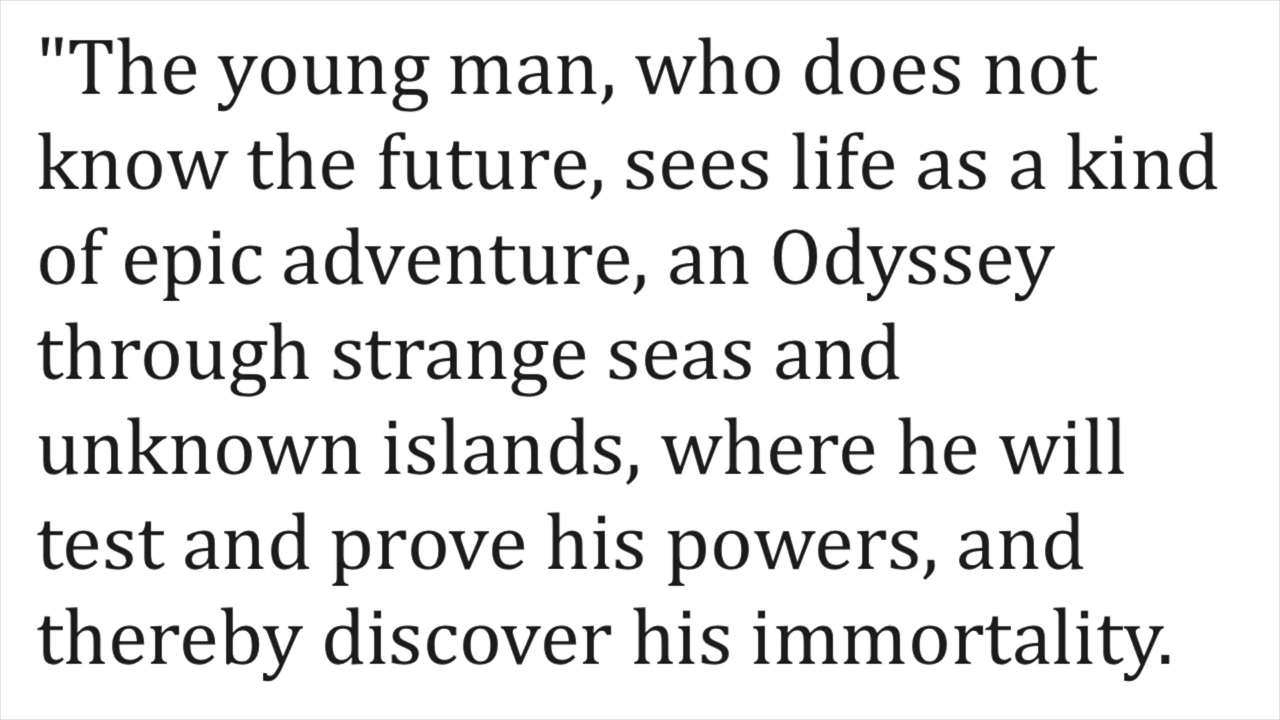 "The young man, who does not
know the future, sees life as a kind
of epic adventure, an Odyssey
through strange seas and
unknown islands, where he will
test and prove his powers, and
thereby discover his immortality.